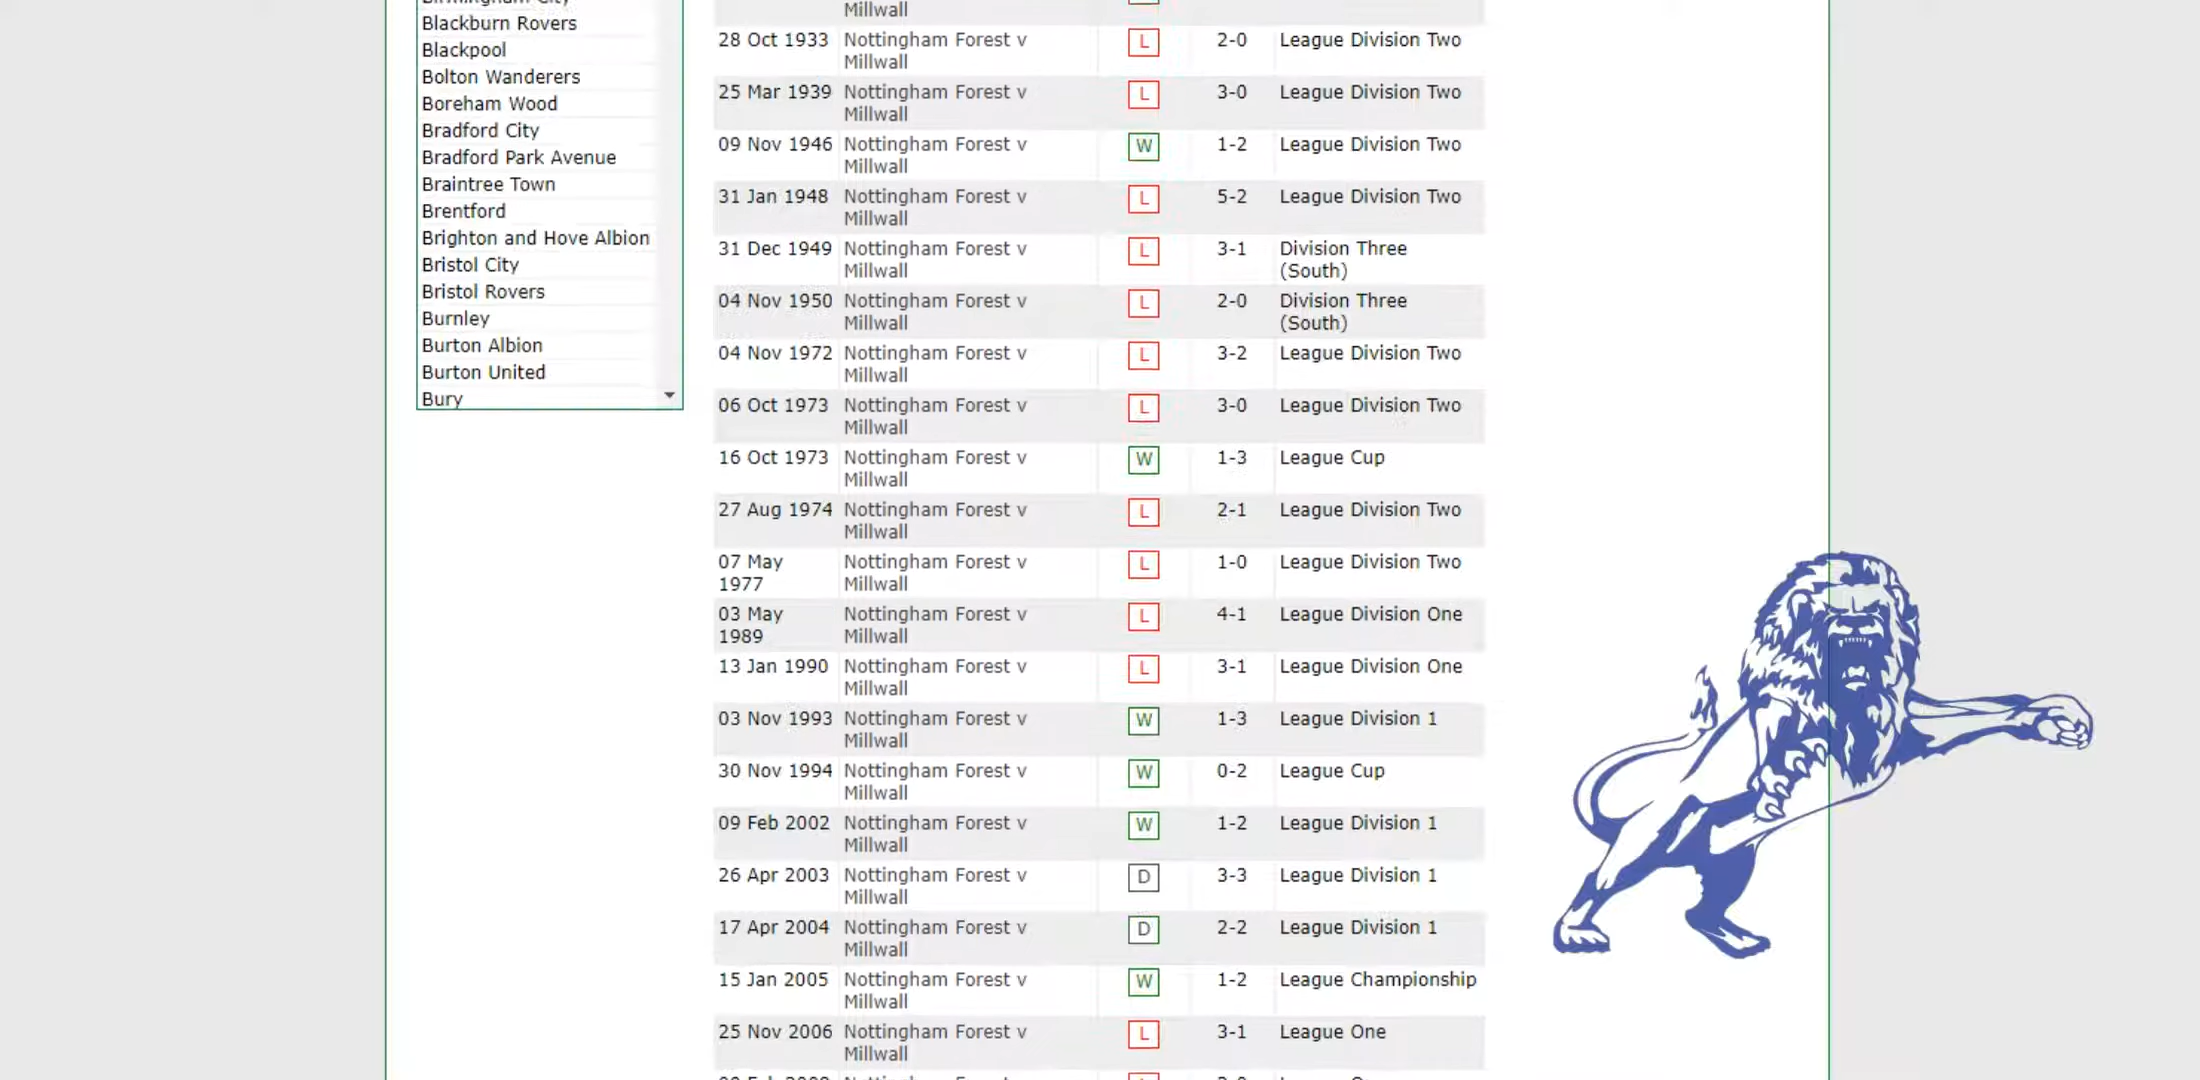 Blackburn Rovers
Blackpool
Bolton Wanderers
Boreham Wood
Bradford City
Bradford Park Avenue
Braintree Town
Brentford
Brighton and Hove Albion
Bristol City
Bristol Rovers
Burnley
Burton Albion
Burton United
Bury
Millwall
28 Oct 1933 Nottingham Forest v L 2-0 League Division Two
Millwall
25 Mar 1939 Nottingham Forest v L 3-0 League Division Two
Millwall
09 Nov 1946 Nottingham Forest v W 1-2 League Division Two
Millwall
31 Jan 1948 Nottingham Forest v L 5-2 League Division Two
Millwall
31 Dec 1949 Nottingham Forest v L 3-1 Division Three
Millwall (South)
04 Nov 1950 Nottingham Forest v L 2-0 Division Three
Millwall (South)
04 Nov 1972 Nottingham Forest v L 3-2 League Division Two
Millwall
06 Oct 1973 Nottingham Forest v L 3-0 League Division Two
Millwall
16 Oct 1973 Nottingham Forest v W 1-3 League Cup
Millwall
27 Aug 1974 Nottingham Forest v L 2-1 League Division Two
Millwall
07 May Nottingham Forest v L 1-0 League Division Two
1977 Millwall
03 May Nottingham Forest v L 4-1 League Division One
1989 Millwall
13 Jan 1990 Nottingham Forest v L 3-1 League Division One
Millwall
03 Nov 1993 Nottingham Forest v W 1-3 League Division 1
Millwall
30 Nov 1994 Nottingham Forest v W 0-2 League Cup
Millwall
09 Feb 2002 Nottingham Forest v W 1-2 League Division 1
Millwall
26 Apr 2003 Nottingham Forest v D 3-3 League Division 1
Millwall
17 Apr 2004 Nottingham Forest v D 2-2 League Division 1
Millwall
15 Jan 2005 Nottingham Forest v W 1-2 League Championship
Millwall
25 Nov 2006 Nottingham Forest v L 3-1 League One
Millwall